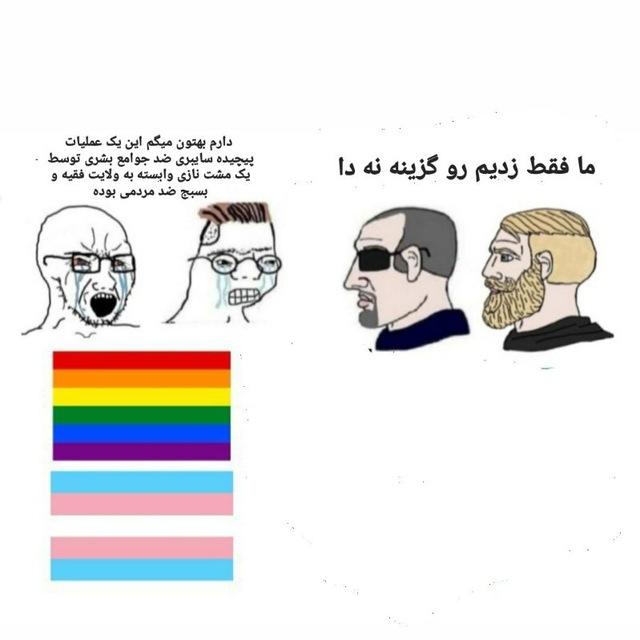 دارم بهتون میگم این یک عملیات
پیچیده سایبری ضد جوامع بشری توسط
یک مشت نازی وابسته به ولایت فقیه و
بسبج ضد مردمی بوده
ما فقط زدیم رو گزینه نه دا